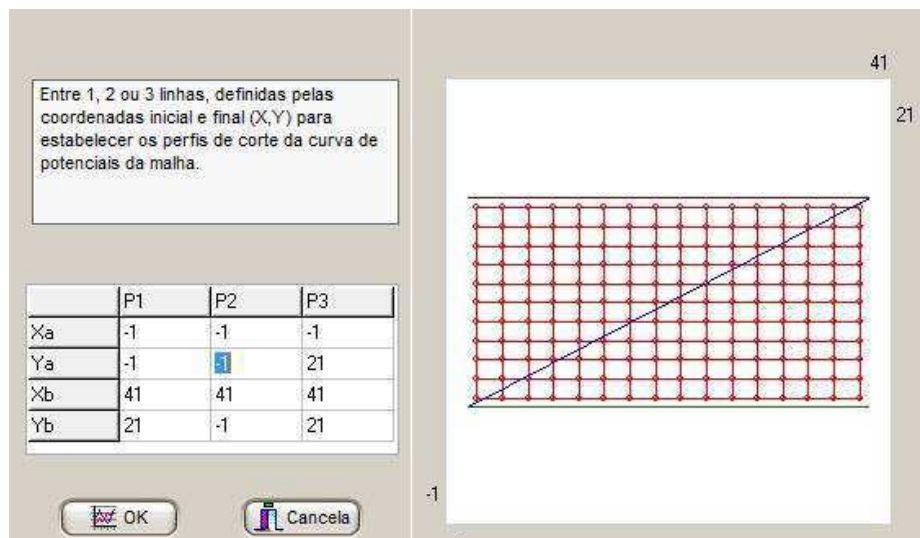 Entre 1, 2 ou 3 linhas, definidas pelas
coordenadas inicial e final (X,Y) para
estabelecer os perfis de corte da curva de
potenciais da malha.
P1 P2 P3
Xa -1 -1 -1
Ya -1 -1 21
Xb 41 41 41
Yb 21 -1 21
OK Cancela
41
21
-1